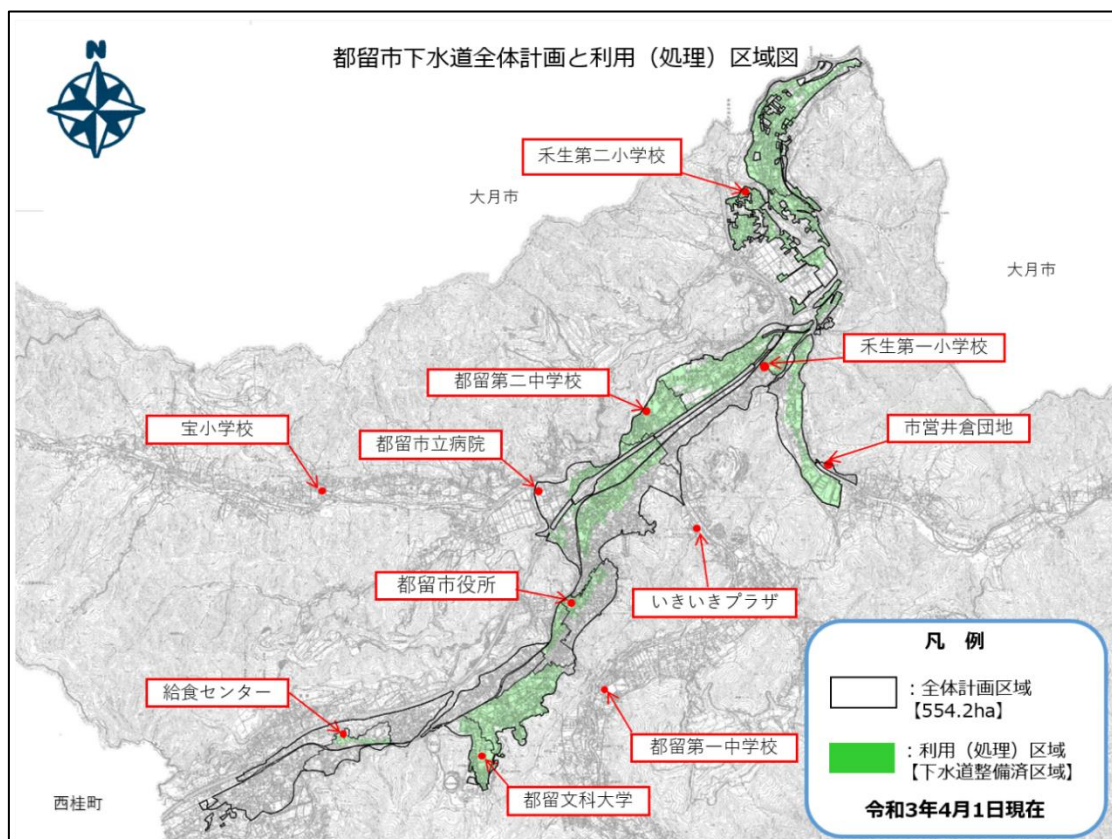 N
都留市下水道全体計画と利用（処理）区域図
禾生第二小学校
大月市
大月市
禾生第一小学校
都留第二中学校
宝小学校
都留市立病院
市営井倉団地
都留市役所
いきいきプラザ
給食センター
都留第一中学校
都留文科大学
西桂町
凡　例
：全体計画区域
【554.2ha】
：利用（処理）区域
【下水道整備済区域】
令和3年4月1日現在